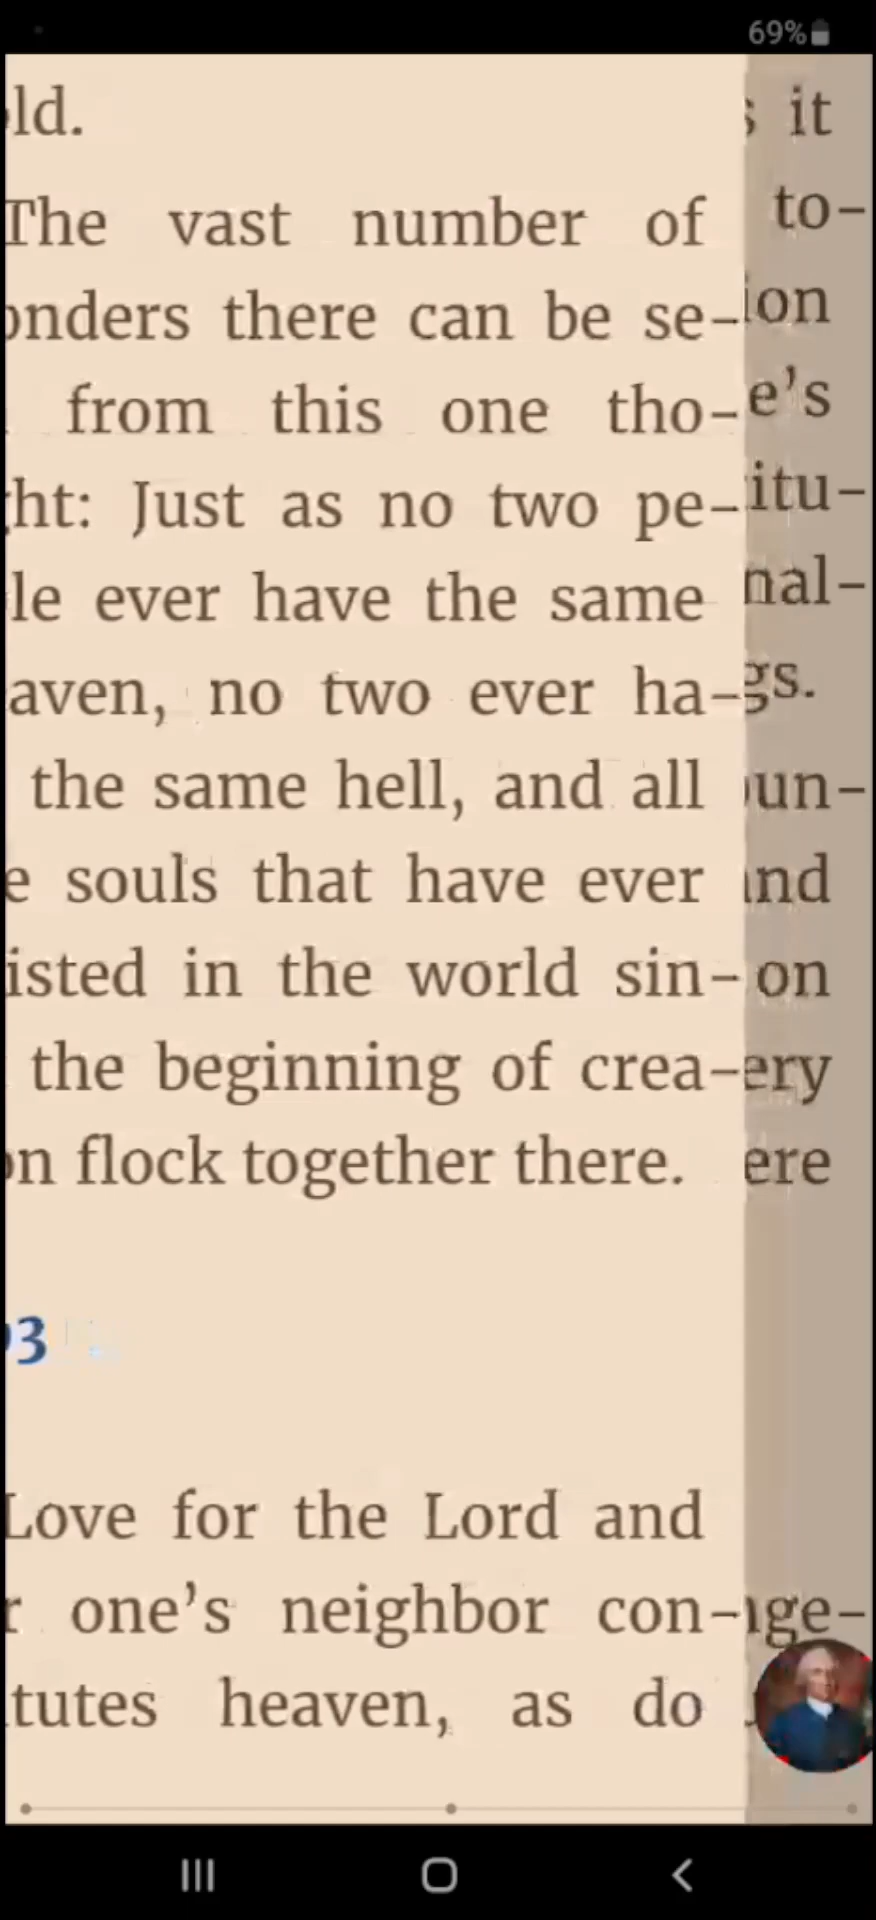 69%
ld.
The vast number of
onders there can be se-
from this one tho-
ht: Just as no two pe-
le ever have the same
aven, no two ever ha-
the same hell, and all
e souls that have ever
isted in the world sin-
the beginning of crea-
on flock together there.
3
Love for the Lord and
r one's neighbor con-
tutes heaven, as do
s it
to-
ion
e's
itu-
nal-
gs.
un-
nd
on
ery
ere
ge-